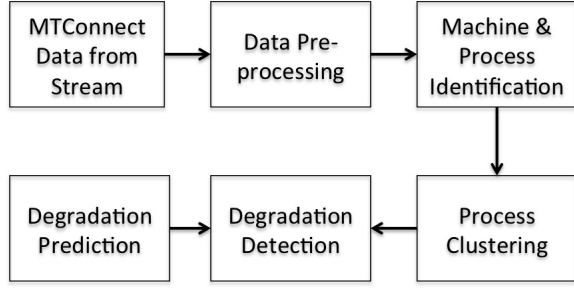 MTConnect
Data from
Stream
Data Pre-
processing
Machine &
Process
Identification
Degradation
Prediction
Degradation
Detection
Process
Clustering